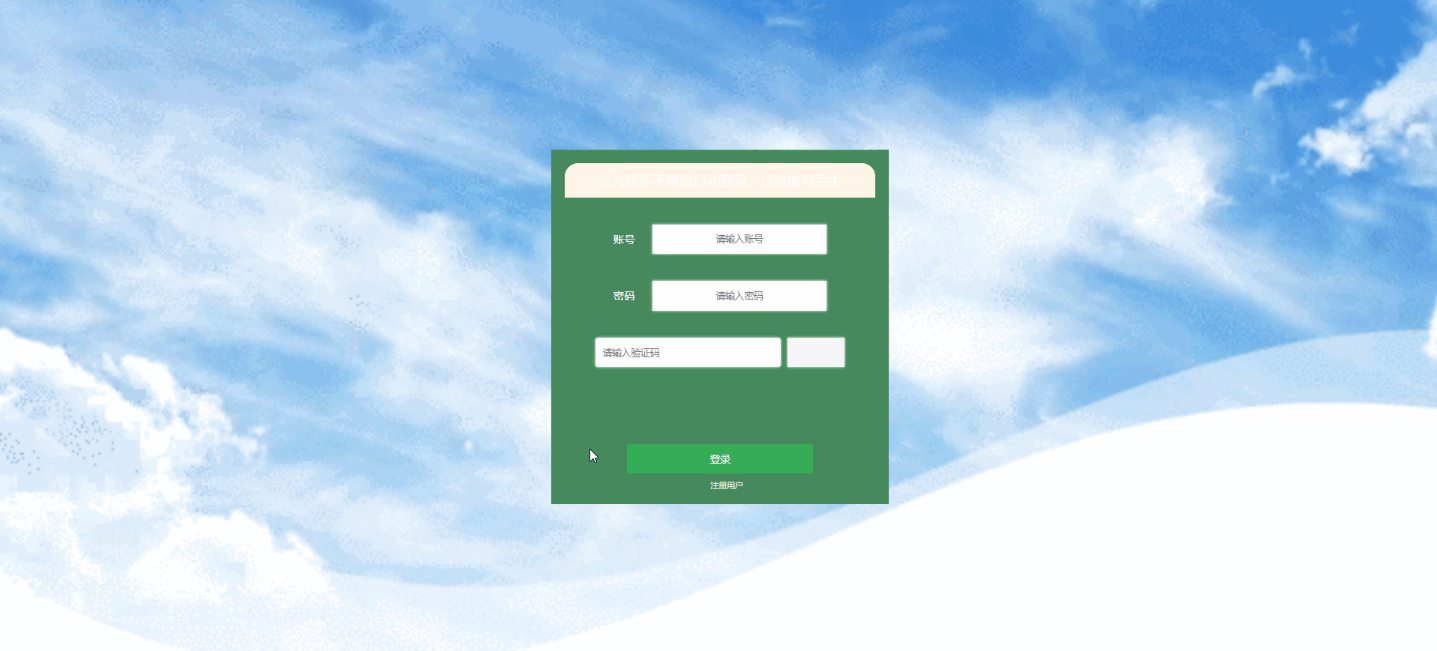 公共场所不建议自动登录，以防账号丢失
账号 请输入账号
密码 请输入密码
请输入验证码
登录
注册用户